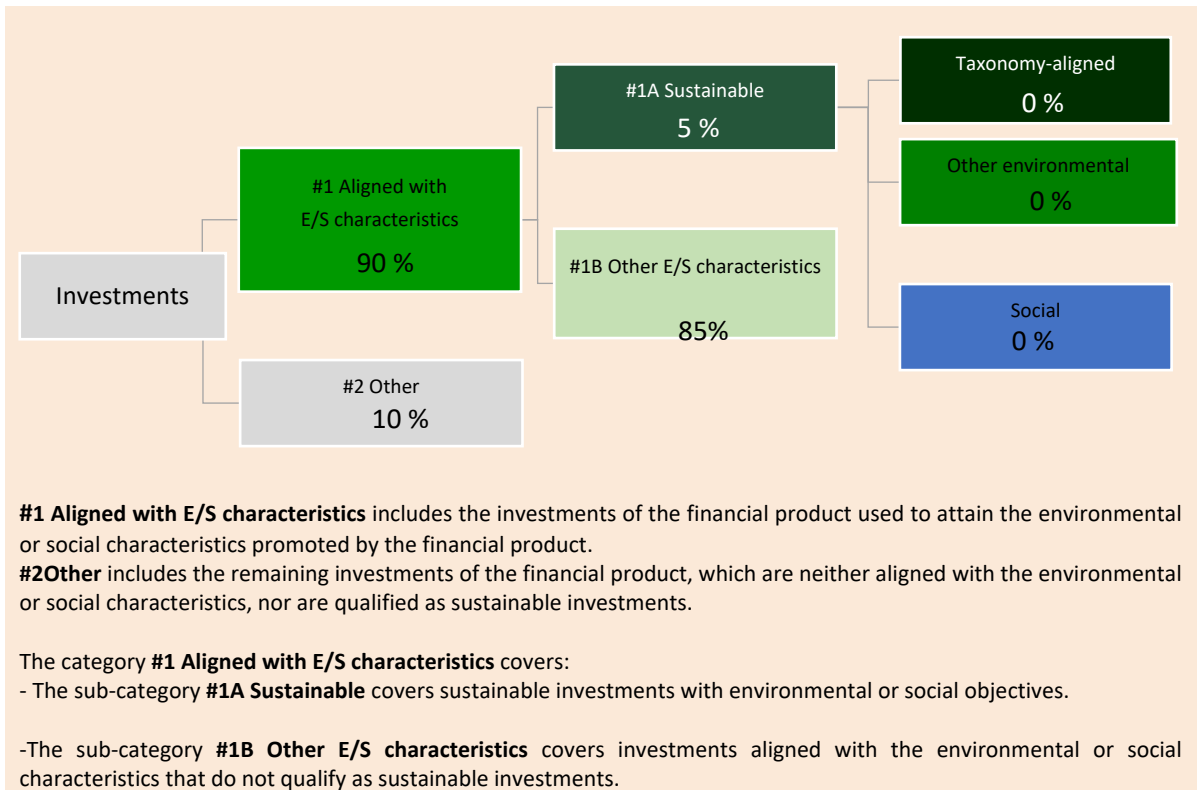 Investments
#1 Aligned with
E/S characteristics
90 %
#2 Other
10 %
#1A Sustainable
5 %
#1B Other E/S characteristics
85%
Taxonomy-aligned
0 %
Other environmental
0 %
Social
0 %
#1 Aligned with E/S characteristics includes the investments of the financial product used to attain the environmental
or social characteristics promoted by the financial product.
#2Other includes the remaining investments of the financial product, which are neither aligned with the environmental
or social characteristics, nor are qualified as sustainable investments.
The category #1 Aligned with E/S characteristics covers:
- The sub-category #1A Sustainable covers sustainable investments with environmental or social objectives.
-The sub-category #1B Other E/S characteristics covers investments aligned with the environmental or social
characteristics that do not qualify as sustainable investments.